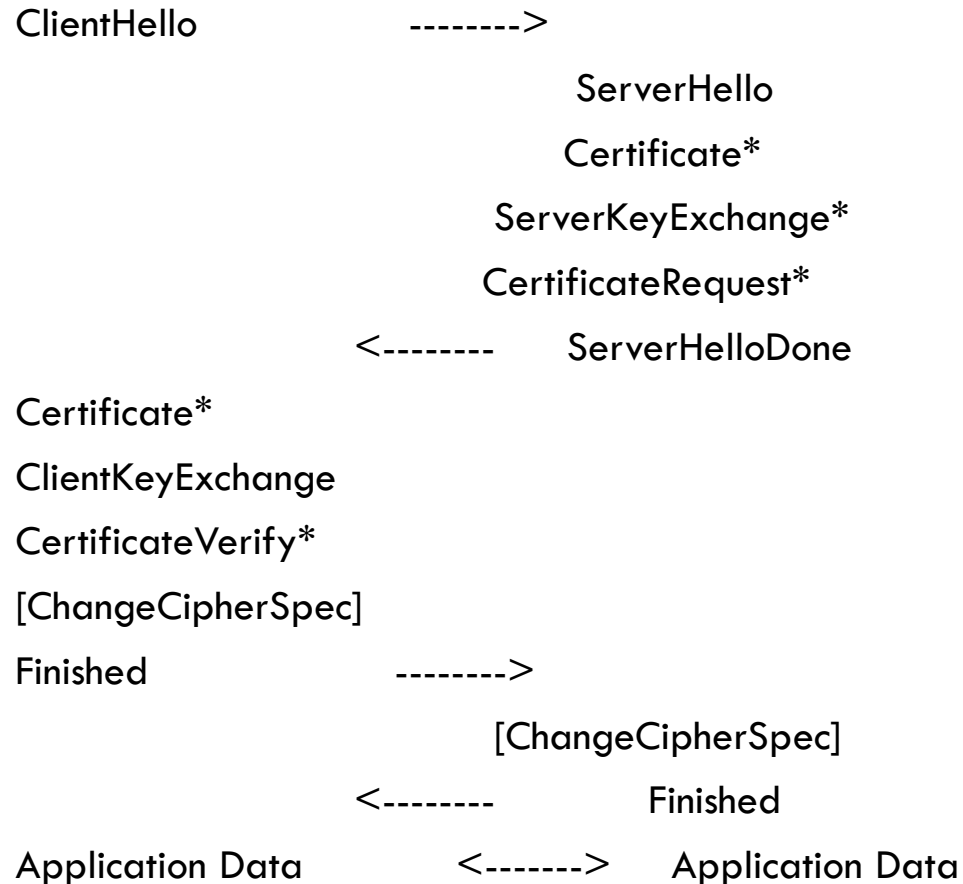 ClientHello -------->
ServerHello
Certificate*
ServerKeyExchange*
CertificateRequest*
<-------- ServerHelloDone
Certificate*
ClientKeyExchange
CertificateVerify*
[ChangeCipherSpec]
Finished -------->
[ChangeCipherSpec]
<-------- Finished
Application Data <-------> Application Data